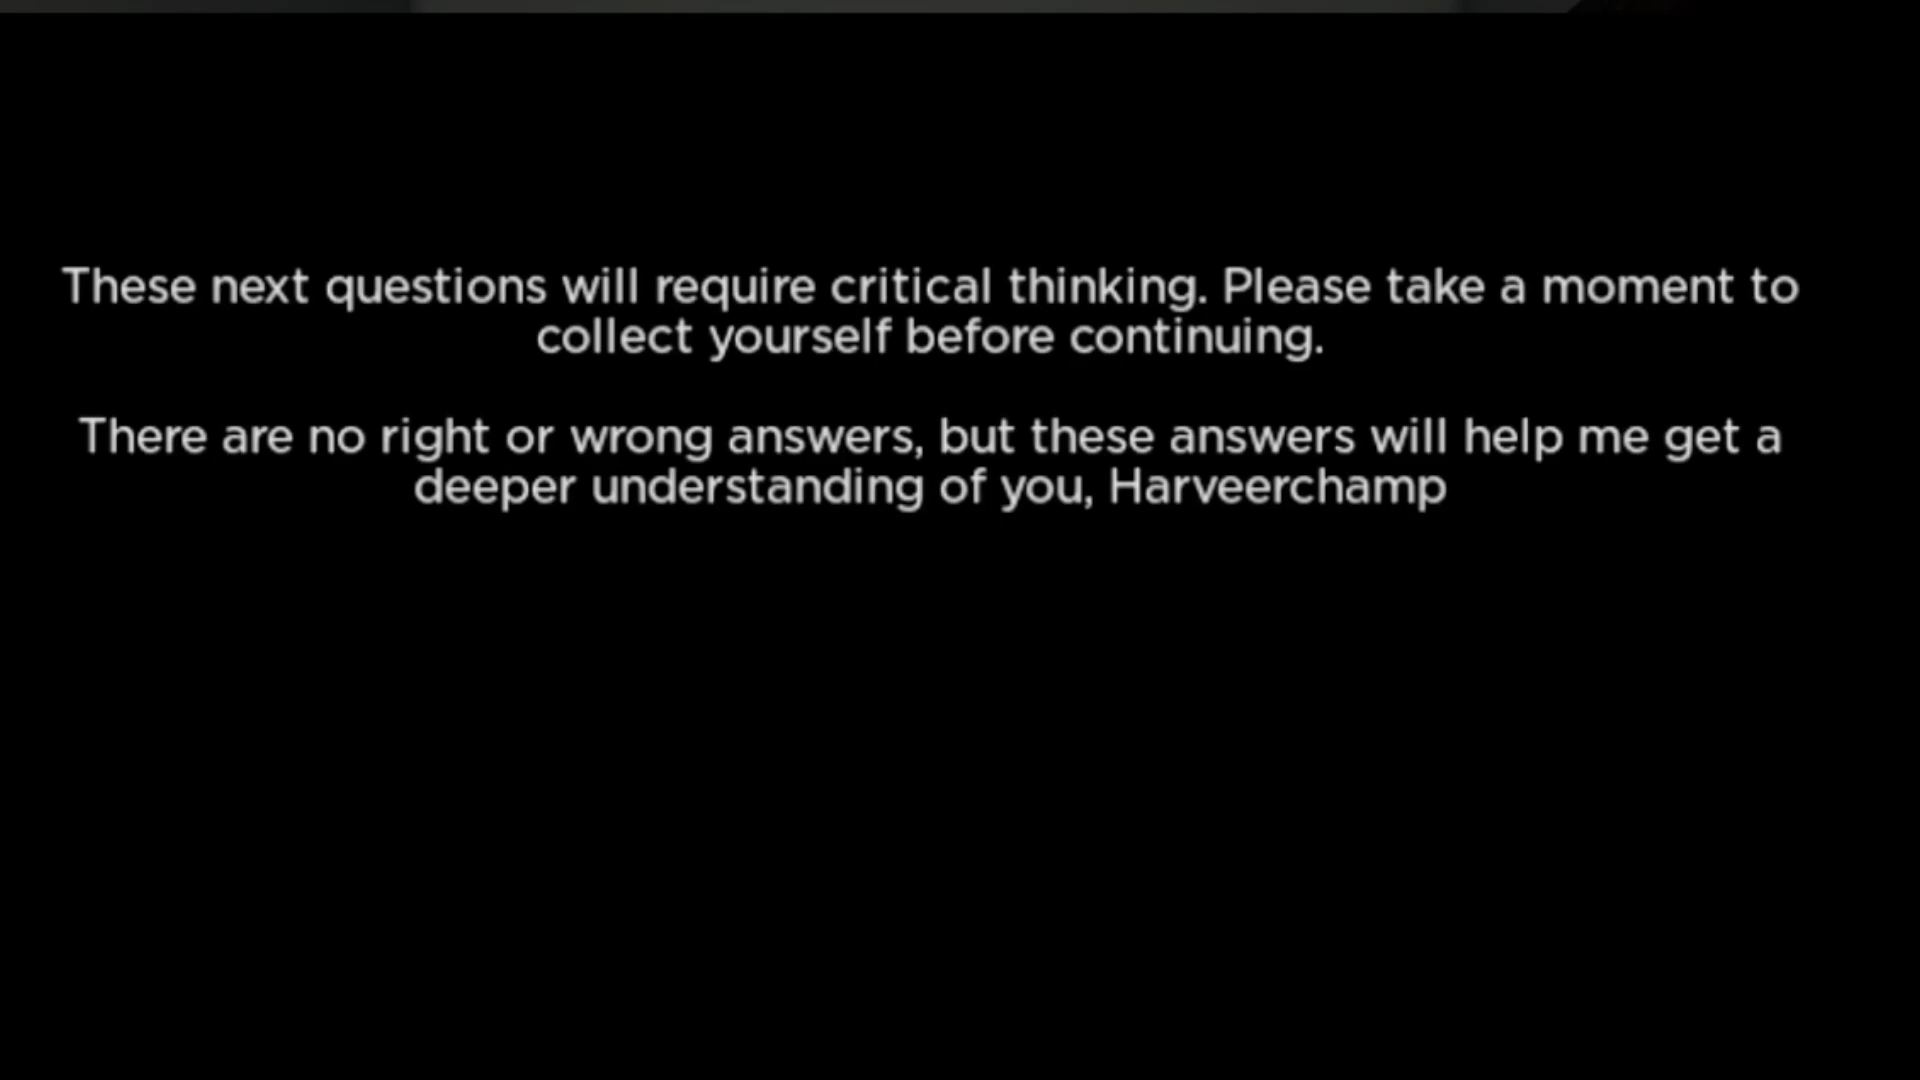 These next questions will require critical thinking. Please take a moment to
collect yourself before continuing.
There are no right or wrong answers, but these answers will help me get a
deeper understanding of you, Harveerchamp